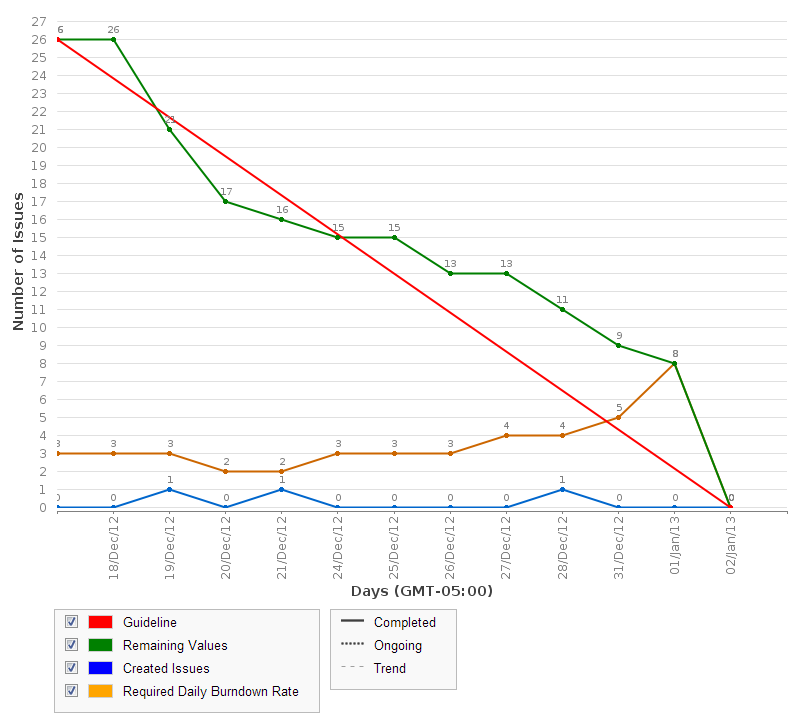 27
26
25
24
23
22
21
20
19
18
17
16
15
14
13
12
11
10
9
8
7
6
5
4
3
2
1
0
Number of Issues
6 26 21 17 16 15 15 13 13 11 9 8 0
3 3 3 2 2 3 3 3 4 4 5
0 0 1 0 1 0 0 0 0 1 0 0
18/Dec/12 19/Dec/12 20/Dec/12 21/Dec/12 24/Dec/12 25/Dec/12 26/Dec/12 27/Dec/12 28/Dec/12 31/Dec/12 01/Jan/13 02/Jan/13
Days (GMT-05:00)
Guideline
Remaining Values
Created Issues
Required Daily Burndown Rate
Completed
Ongoing
Trend